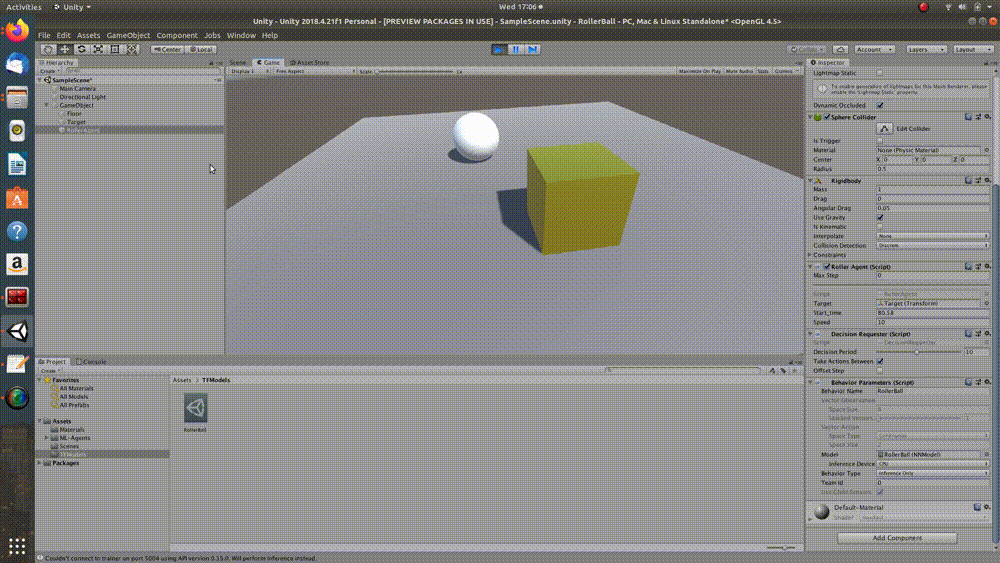 Activities Unity Wed 17:06
Unity - Unity 2018.4.21f1 Personal - [PREVIEW PACKAGES IN USE] - SampleScene.unity - RollerBall - PC, Mac & Linux Standalone* <OpenGL 4.5>
File Edit Assets GameObject Component Jobs Window Help
Center Local Collab Account Layers Layout
Hierarchy
Create
SampleScene*
Main Camera
Directional Light
GameObject
Floor
Target
RollerAgent
Scene Game Asset Store
Display 1 Free Aspect Scale 1x Maximize On Play Mute Audio Stats Gizmos
Inspector
Lightmap Static
To enable generation of lightmaps for this Mesh Renderer, please
enable the 'Lightmap Static' property.
Dynamic Occluded
Sphere Collider
Edit Collider
Is Trigger
Material None (Physic Material)
Center X 0 Y 0 Z 0
Radius 0.5
Rigidbody
Mass 1
Drag 0
Angular Drag 0.05
Use Gravity
Is Kinematic
Interpolate None
Collision Detection Discrete
Constraints
Roller Agent (Script)
Max Step 0
Script RollerAgent
Target Target (Transform)
Start_time 80.58
Speed 10
Decision Requester (Script)
Script DecisionRequester
Decision Period 10
Take Actions Between
Offset Step
Behavior Parameters (Script)
Behavior Name RollerBall
Vector Observation
Space Size 8
Stacked Vectors 1
Vector Action
Space Type Continuous
Space Size 2
Model RollerBall (NNModel)
Inference Device CPU
Behavior Type Inference Only
Team Id 0
Use Child Sensors
Default-Material
Shader
Add Component
Project Console
Create
Favorites
All Materials
All Models
All Prefabs
Assets
Materials
ML-Agents
Scenes
TFModels
Packages
Assets > TFModels
RollerBall
Couldn't connect to trainer on port 5004 using API version 0.15.0. Will perform inference instead.